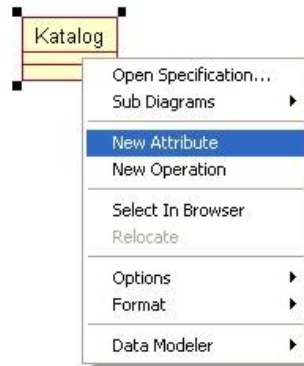 Katalog
Open Specification...
Sub Diagrams
New Attribute
New Operation
Select In Browser
Relocate
Options
Format
Data Modeler